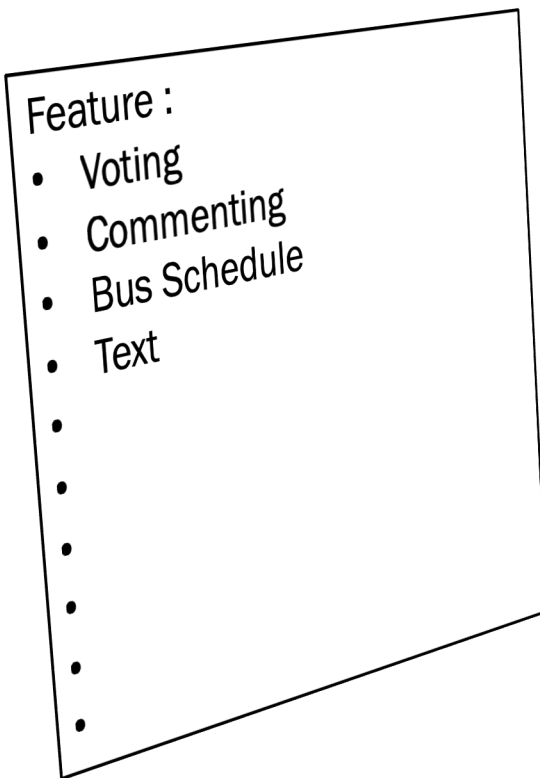 Feature :
• Voting
• Commenting
• Bus Schedule
• Text
•
•
•
•
•
•